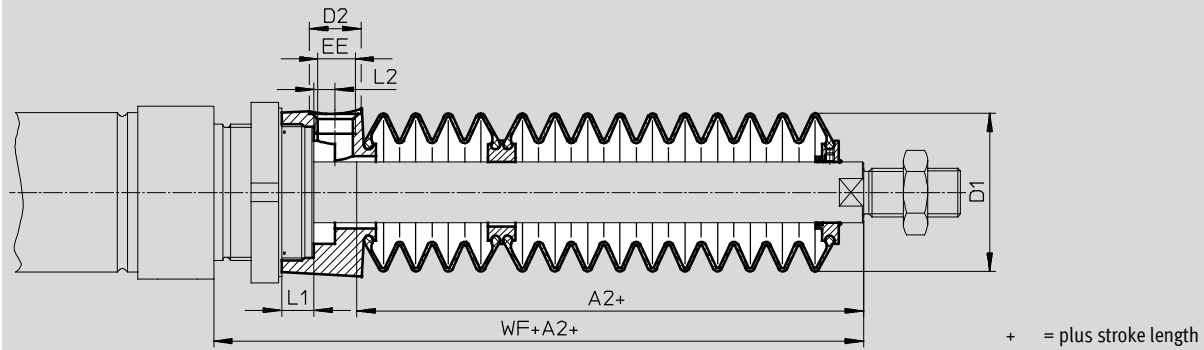 D2
EE
L2
D1
L1
A2+
WF+A2+
+ = plus stroke length